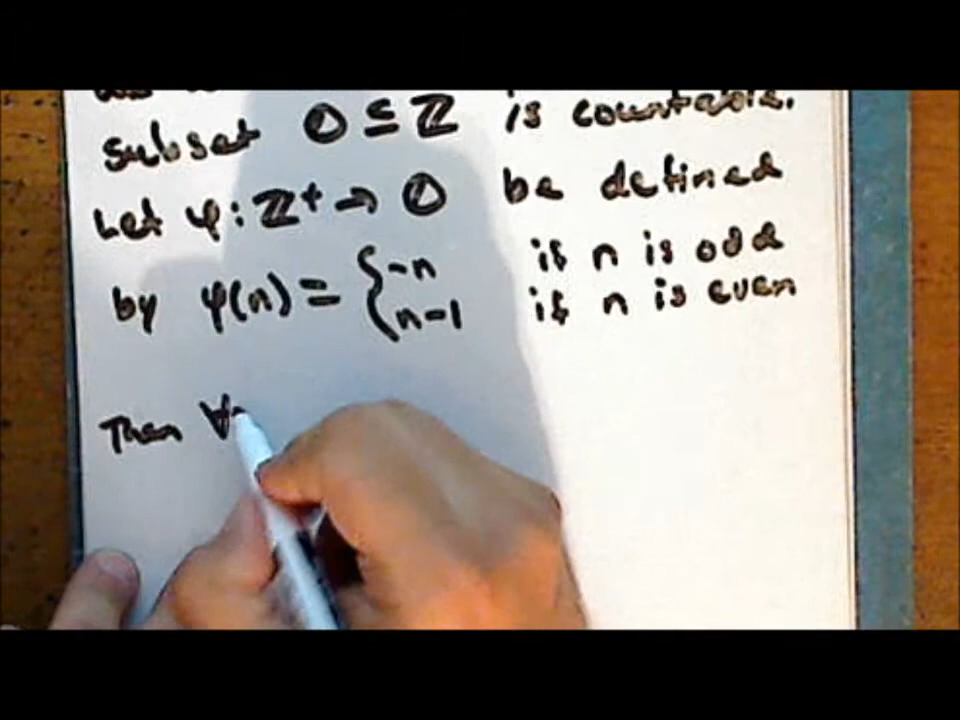 subset 𝕆 ⊆ ℤ is countable.
Let φ: ℤ⁺ → 𝕆 be defined
by φ(n) = { -n if n is odd
n-1 if n is even
Then ∀